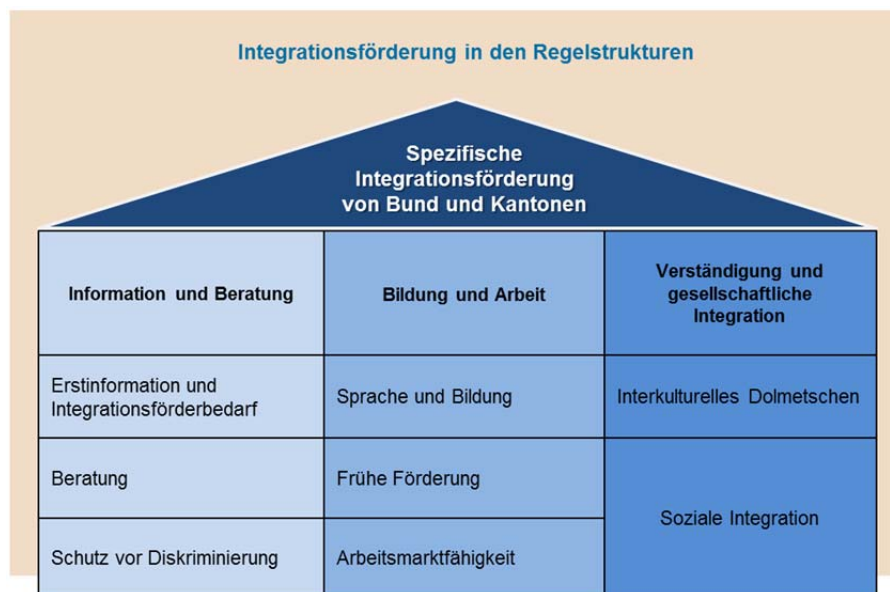 Integrationsförderung in den Regelstrukturen
Spezifische
Integrationsförderung
von Bund und Kantonen
Information und Beratung
Bildung und Arbeit
Verständigung und
gesellschaftliche
Integration
Erstinformation und
Integrationsförderbedarf
Sprache und Bildung
Interkulturelles Dolmetschen
Beratung
Frühe Förderung
Soziale Integration
Schutz vor Diskriminierung
Arbeitsmarktfähigkeit